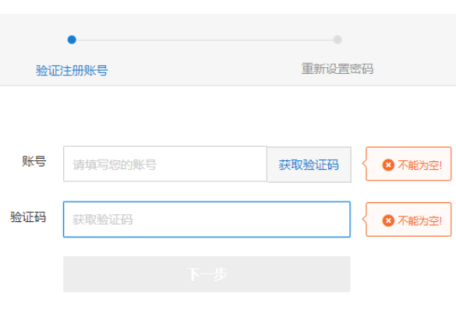 验证注册账号 重新设置密码
账号 请填写您的账号 获取验证码 不能为空!
验证码 获取验证码 不能为空!
下一步